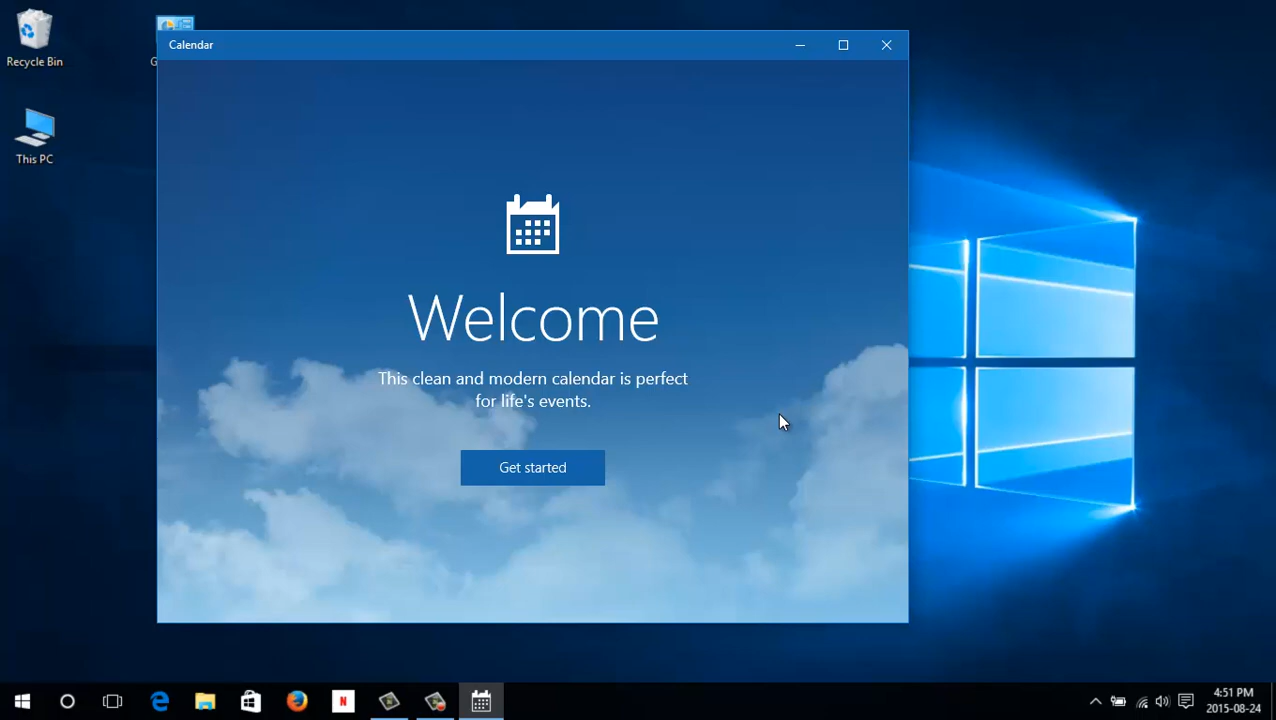 Recycle Bin
This PC
G
Calendar
Welcome
This clean and modern calendar is perfect
for life's events.
Get started
N
4:51 PM
2015-08-24